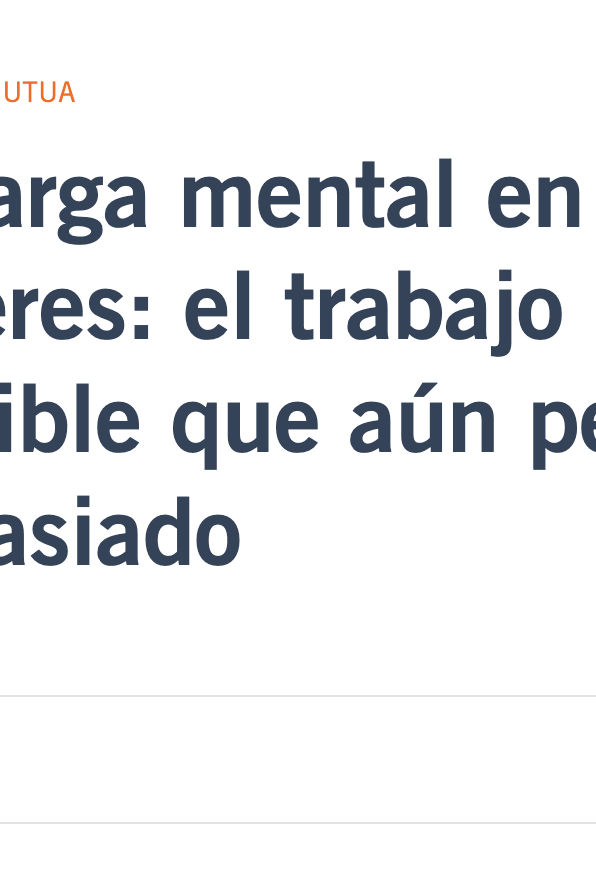 UTUA
arga mental en
eres: el trabajo
ible que aún pe
asiado